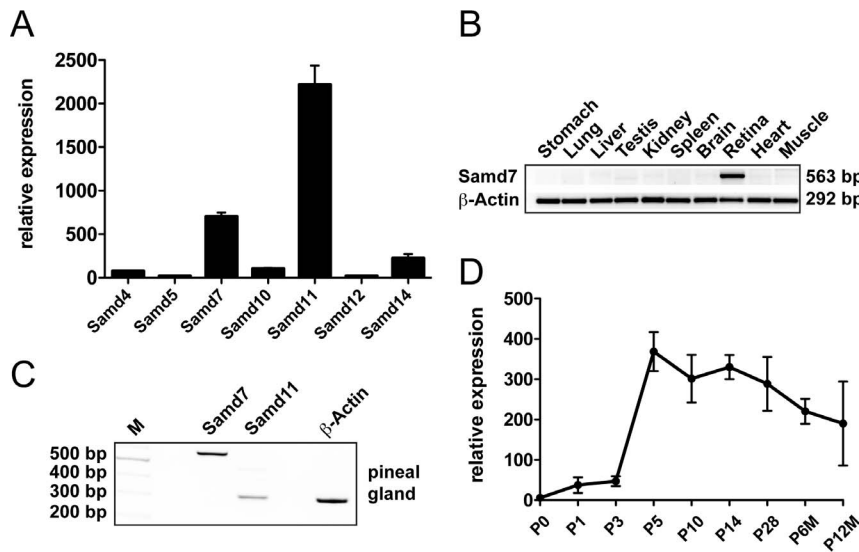 A
relative expression
2500
2000
1500
1000
500
0
Samd4
Samd5
Samd7
Samd10
Samd11
Samd12
Samd14
B
Stomach
Lung
Liver
Testis
Kidney
Spleen
Brain
Retina
Heart
Muscle
Samd7 563 bp
β-Actin 292 bp
C
M
Samd7
Samd11
β-Actin
500 bp
400 bp
300 bp
200 bp
pineal
gland
D
relative expression
500
400
300
200
100
0
P0
P1
P3
P5
P10
P14
P28
P6M
P12M